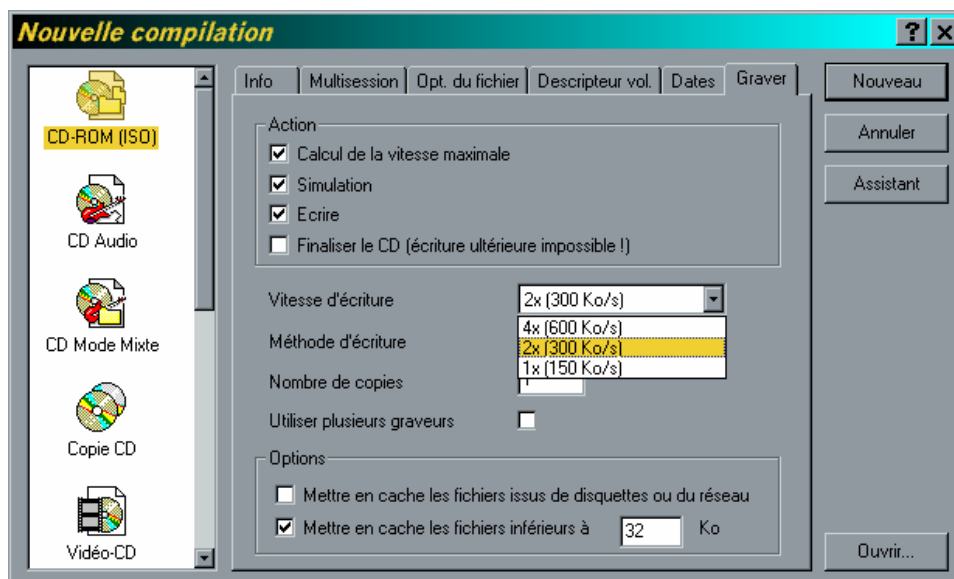 Nouvelle compilation
CD-ROM (ISO)
CD Audio
CD Mode Mixte
Copie CD
Vidéo-CD
Info Multisession Opt. du fichier Descripteur vol. Dates Graver
Action
Calcul de la vitesse maximale
Simulation
Ecrire
Finaliser le CD (écriture ultérieure impossible !)
Vitesse d'écriture 2x (300 Ko/s)
4x (600 Ko/s)
2x (300 Ko/s)
1x (150 Ko/s)
Méthode d'écriture
Nombre de copies
Utiliser plusieurs graveurs
Options
Mettre en cache les fichiers issus de disquettes ou du réseau
Mettre en cache les fichiers inférieurs à 32 Ko
Nouveau
Annuler
Assistant
Ouvrir...